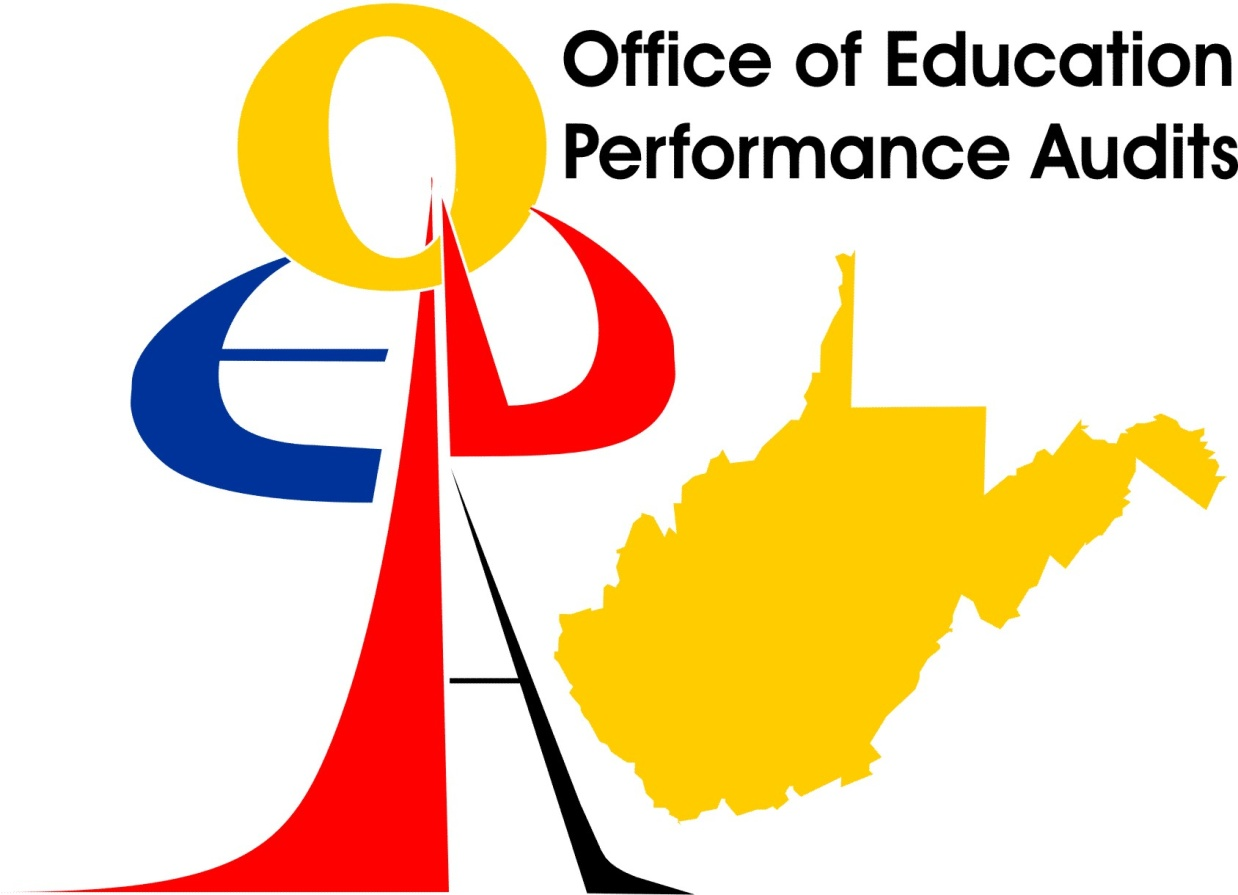 Office of Education
Performance Audits
O
E P
A